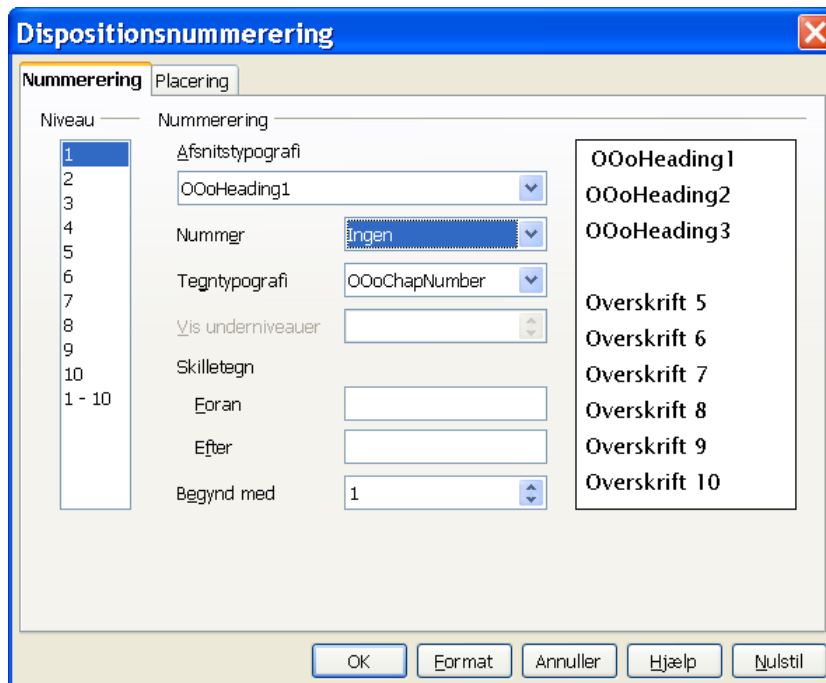 Dispositionsnummerering
Nummerering
Placering
Niveau
1
2
3
4
5
6
7
8
9
10
1 - 10
Nummerering
Afsnitstypografi
OOoHeading1
Nummer
Ingen
Tegntypografi
OOoChapNumber
Vis underniveauer
Skilletegn
Foran
Efter
Begynd med
1
OOoHeading1
OOoHeading2
OOoHeading3
Overskrift 5
Overskrift 6
Overskrift 7
Overskrift 8
Overskrift 9
Overskrift 10
OK
Format
Annuller
Hjælp
Nulstil